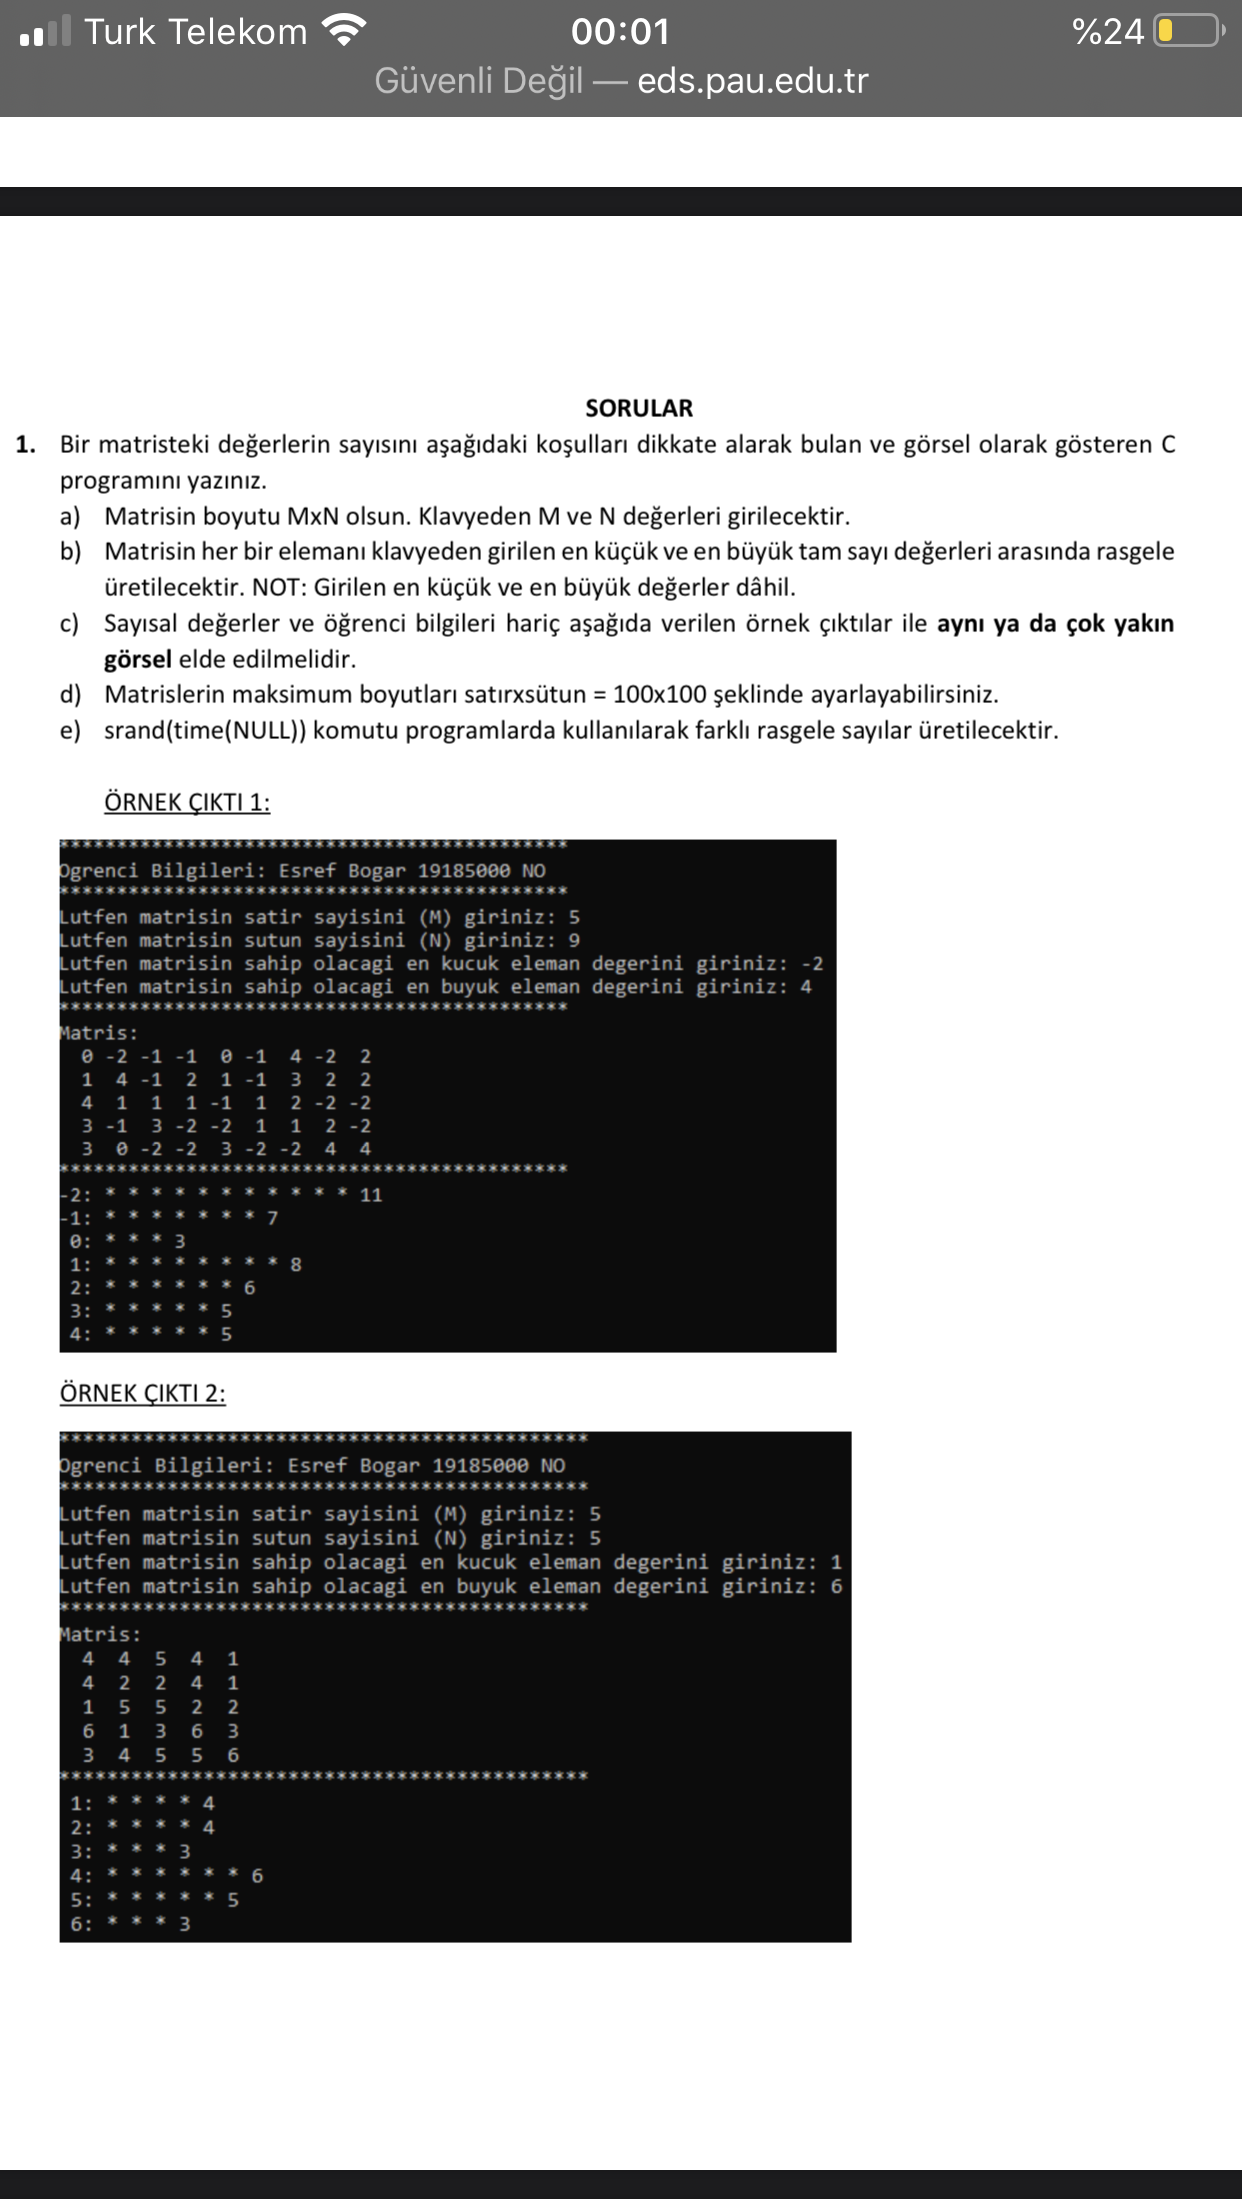 Turk Telekom 00:01 %24
Güvenli Değil — eds.pau.edu.tr
SORULAR
1. Bir matristeki değerlerin sayısını aşağıdaki koşulları dikkate alarak bulan ve görsel olarak gösteren C
programını yazınız.
a) Matrisin boyutu MxN olsun. Klavyeden M ve N değerleri girilecektir.
b) Matrisin her bir elemanı klavyeden girilen en küçük ve en büyük tam sayı değerleri arasında rasgele
üretilecektir. NOT: Girilen en küçük ve en büyük değerler dâhil.
c) Sayısal değerler ve öğrenci bilgileri hariç aşağıda verilen örnek çıktılar ile aynı ya da çok yakın
görsel elde edilmelidir.
d) Matrislerin maksimum boyutları satırxsütun = 100x100 şeklinde ayarlayabilirsiniz.
e) srand(time(NULL)) komutu programlarda kullanılarak farklı rasgele sayılar üretilecektir.
ÖRNEK ÇIKTI 1:
********************************************
Ogrenci Bilgileri: Esref Bogar 19185000 NO
********************************************
Lutfen matrisin satir sayisini (M) giriniz: 5
Lutfen matrisin sutun sayisini (N) giriniz: 9
Lutfen matrisin sahip olacagi en kucuk eleman degerini giriniz: -2
Lutfen matrisin sahip olacagi en buyuk eleman degerini giriniz: 4
********************************************
Matris:
0 -2 -1 -1 0 -1 4 -2 2
1 4 -1 2 1 -1 3 2 2
4 1 1 1 -1 1 2 -2 -2
3 -1 3 -2 -2 1 1 2 -2
3 0 -2 -2 3 -2 -2 4 4
********************************************
-2: * * * * * * * * * * * 11
-1: * * * * * * * 7
0: * * * 3
1: * * * * * * * * 8
2: * * * * * * 6
3: * * * * * 5
4: * * * * * 5
ÖRNEK ÇIKTI 2:
********************************************
Ogrenci Bilgileri: Esref Bogar 19185000 NO
********************************************
Lutfen matrisin satir sayisini (M) giriniz: 5
Lutfen matrisin sutun sayisini (N) giriniz: 5
Lutfen matrisin sahip olacagi en kucuk eleman degerini giriniz: 1
Lutfen matrisin sahip olacagi en buyuk eleman degerini giriniz: 6
********************************************
Matris:
4 4 5 4 1
4 2 2 4 1
1 5 5 2 2
6 1 3 6 3
3 4 5 5 6
********************************************
1: * * * * 4
2: * * * * 4
3: * * * 3
4: * * * * * * 6
5: * * * * * 5
6: * * * 3